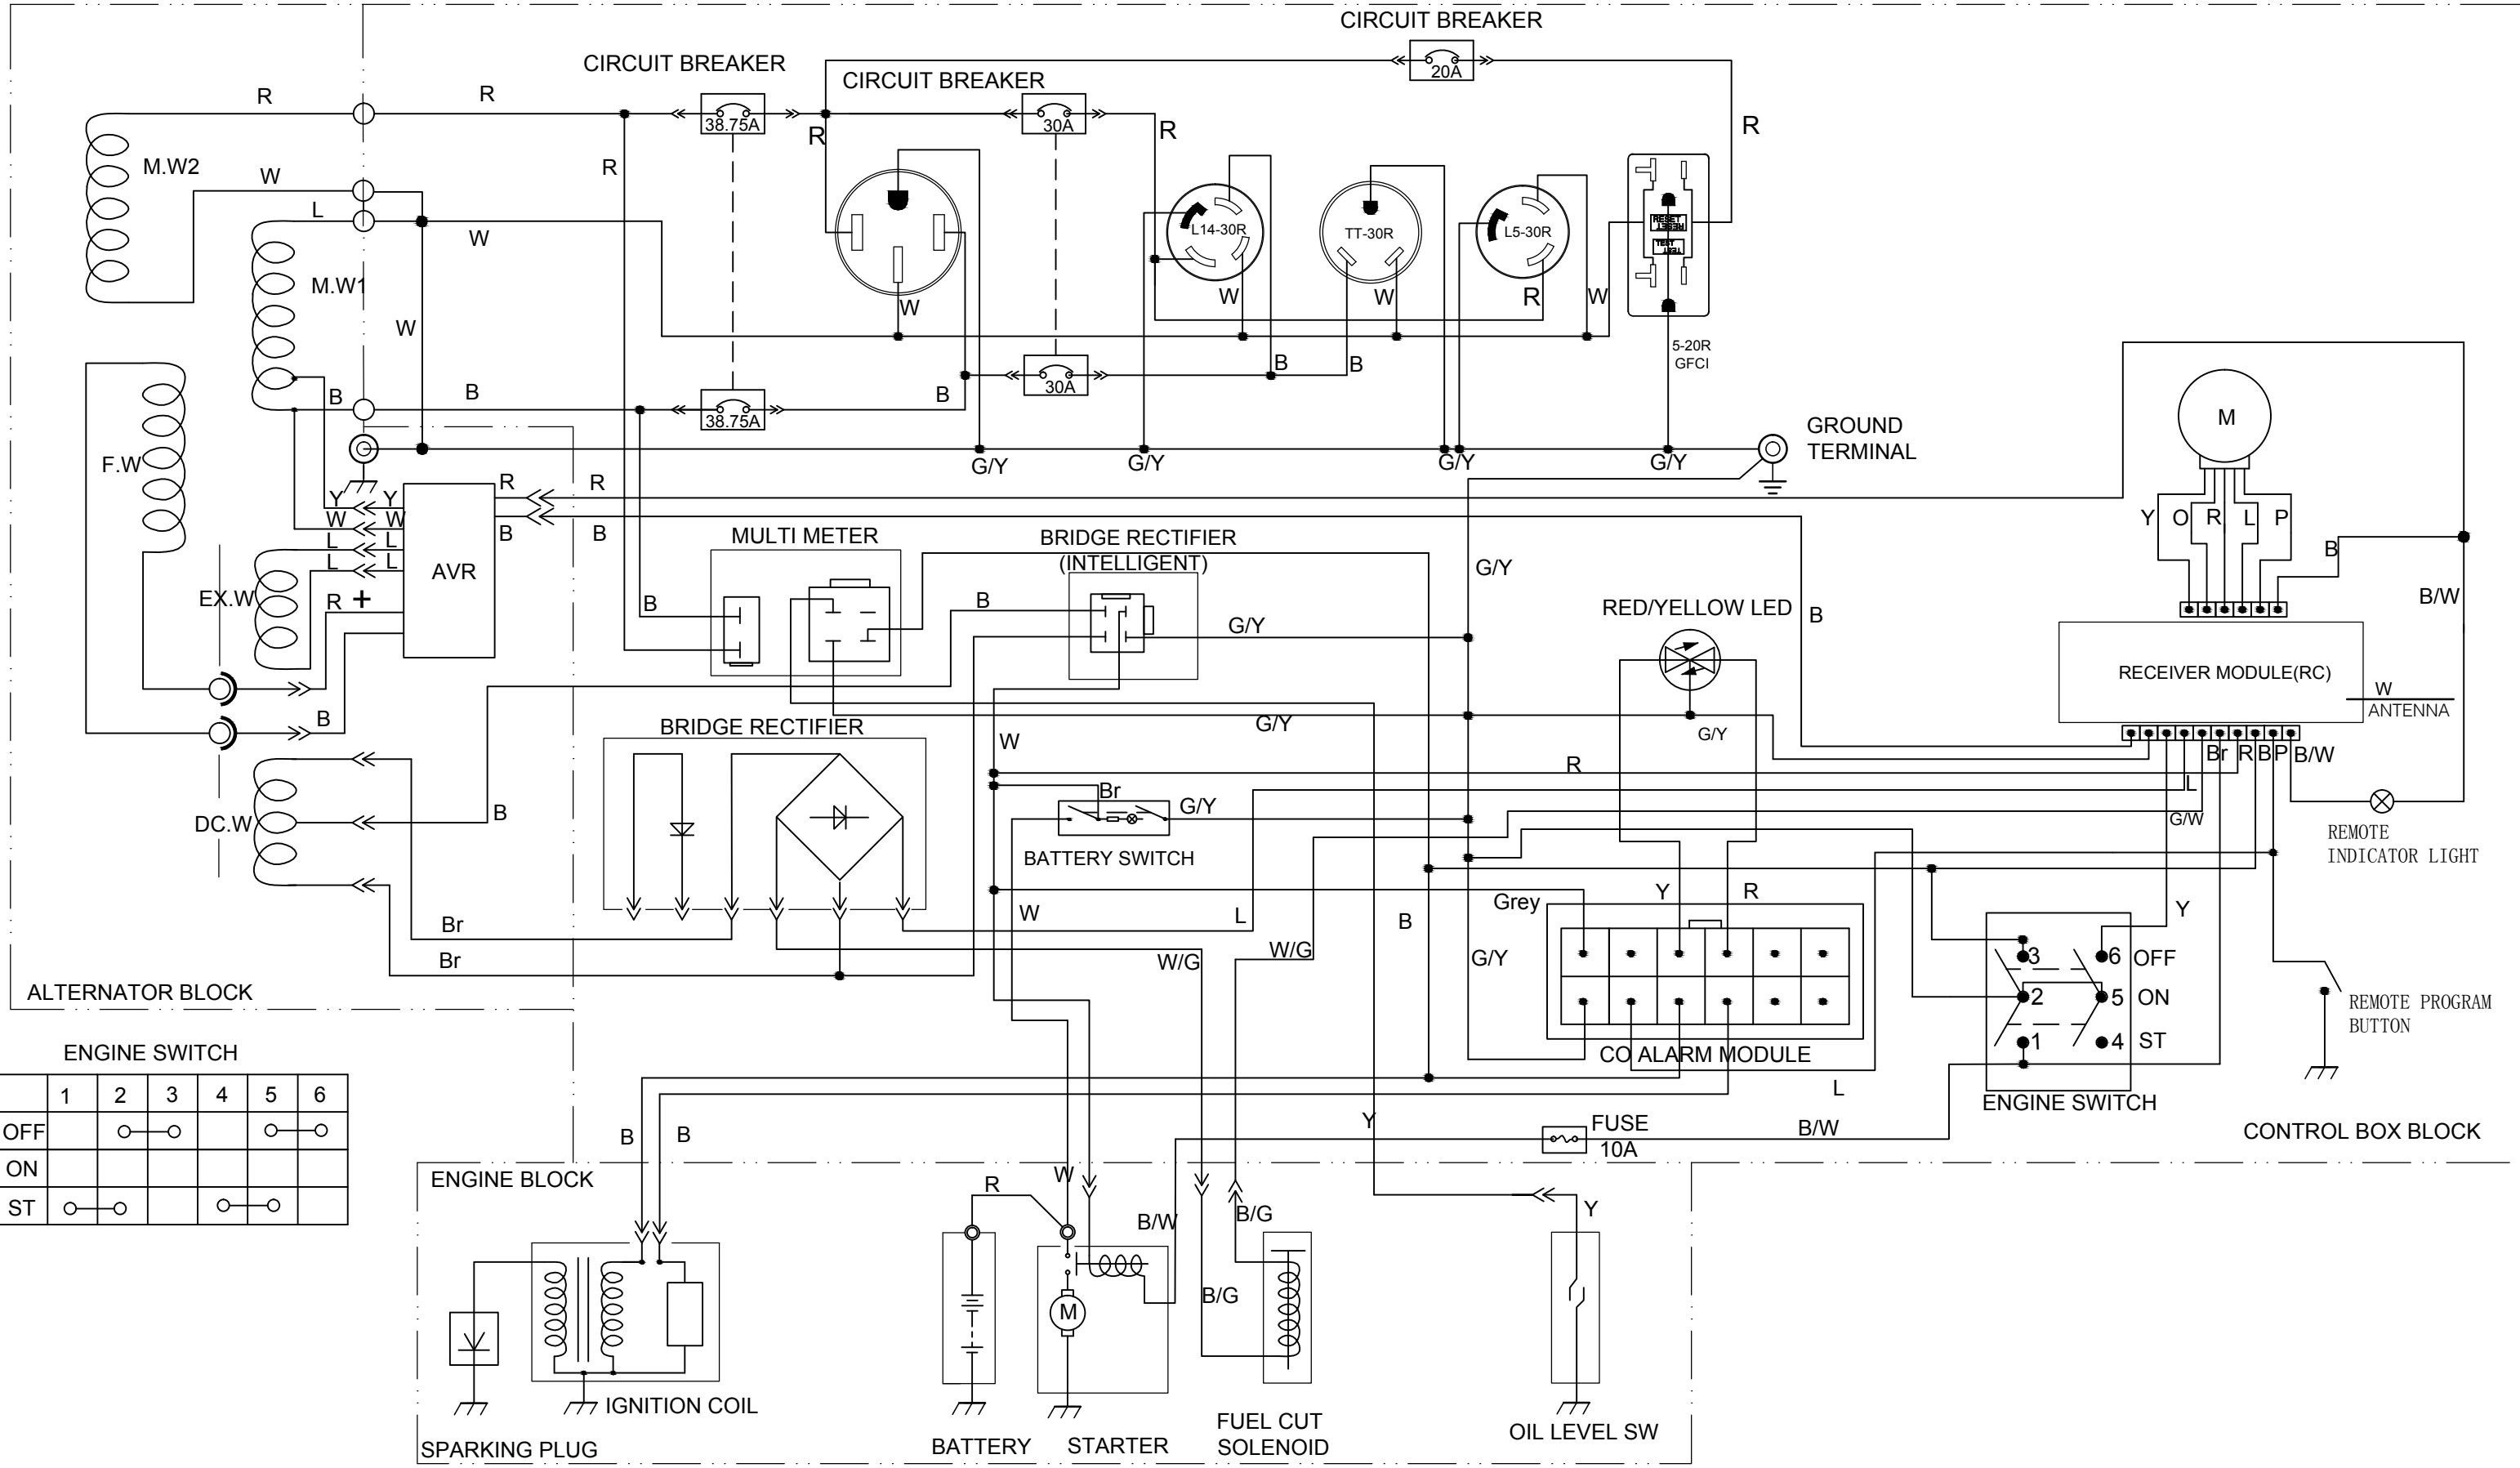 CIRCUIT BREAKER
20A
CIRCUIT BREAKER
CIRCUIT BREAKER
R
R
38.75A
30A
R
R
R
M.W2
R
W
L
W
M.W1
L14-30R
TT-30R
L5-30R
RESET
RESET
TEST
TEST
W
W
W
W
R
W
5-20R
GFCI
B
B
B
B
B
30A
38.75A
GROUND
TERMINAL
M
F.W
G/Y
G/Y
G/Y
G/Y
R
R
Y
Y
W
W
L
L
L
L
B
B
AVR
EX.W
R +
B
MULTI METER
BRIDGE RECTIFIER
(INTELLIGENT)
B
B
G/Y
G/Y
G/Y
RED/YELLOW LED
G/Y
B
Y
O
R
L
P
B
B/W
RECEIVER MODULE(RC)
W
ANTENNA
Br
R
B
P
B/W
L
G/W
REMOTE
INDICATOR LIGHT
BRIDGE RECTIFIER
W
R
DC.W
B
Br
G/Y
BATTERY SWITCH
Br
Br
W
L
W/G
W/G
B
G/Y
Grey
Y
R
CO ALARM MODULE
Y
3
6
OFF
2
5
ON
1
4
ST
ENGINE SWITCH
REMOTE PROGRAM
BUTTON
ALTERNATOR BLOCK
ENGINE SWITCH
1 2 3 4 5 6
OFF
ON
ST
L
Y
FUSE
10A
B/W
CONTROL BOX BLOCK
B
B
ENGINE BLOCK
R
W
B/W
B/G
B/G
Y
M
IGNITION COIL
SPARKING PLUG
BATTERY
STARTER
FUEL CUT
SOLENOID
OIL LEVEL SW